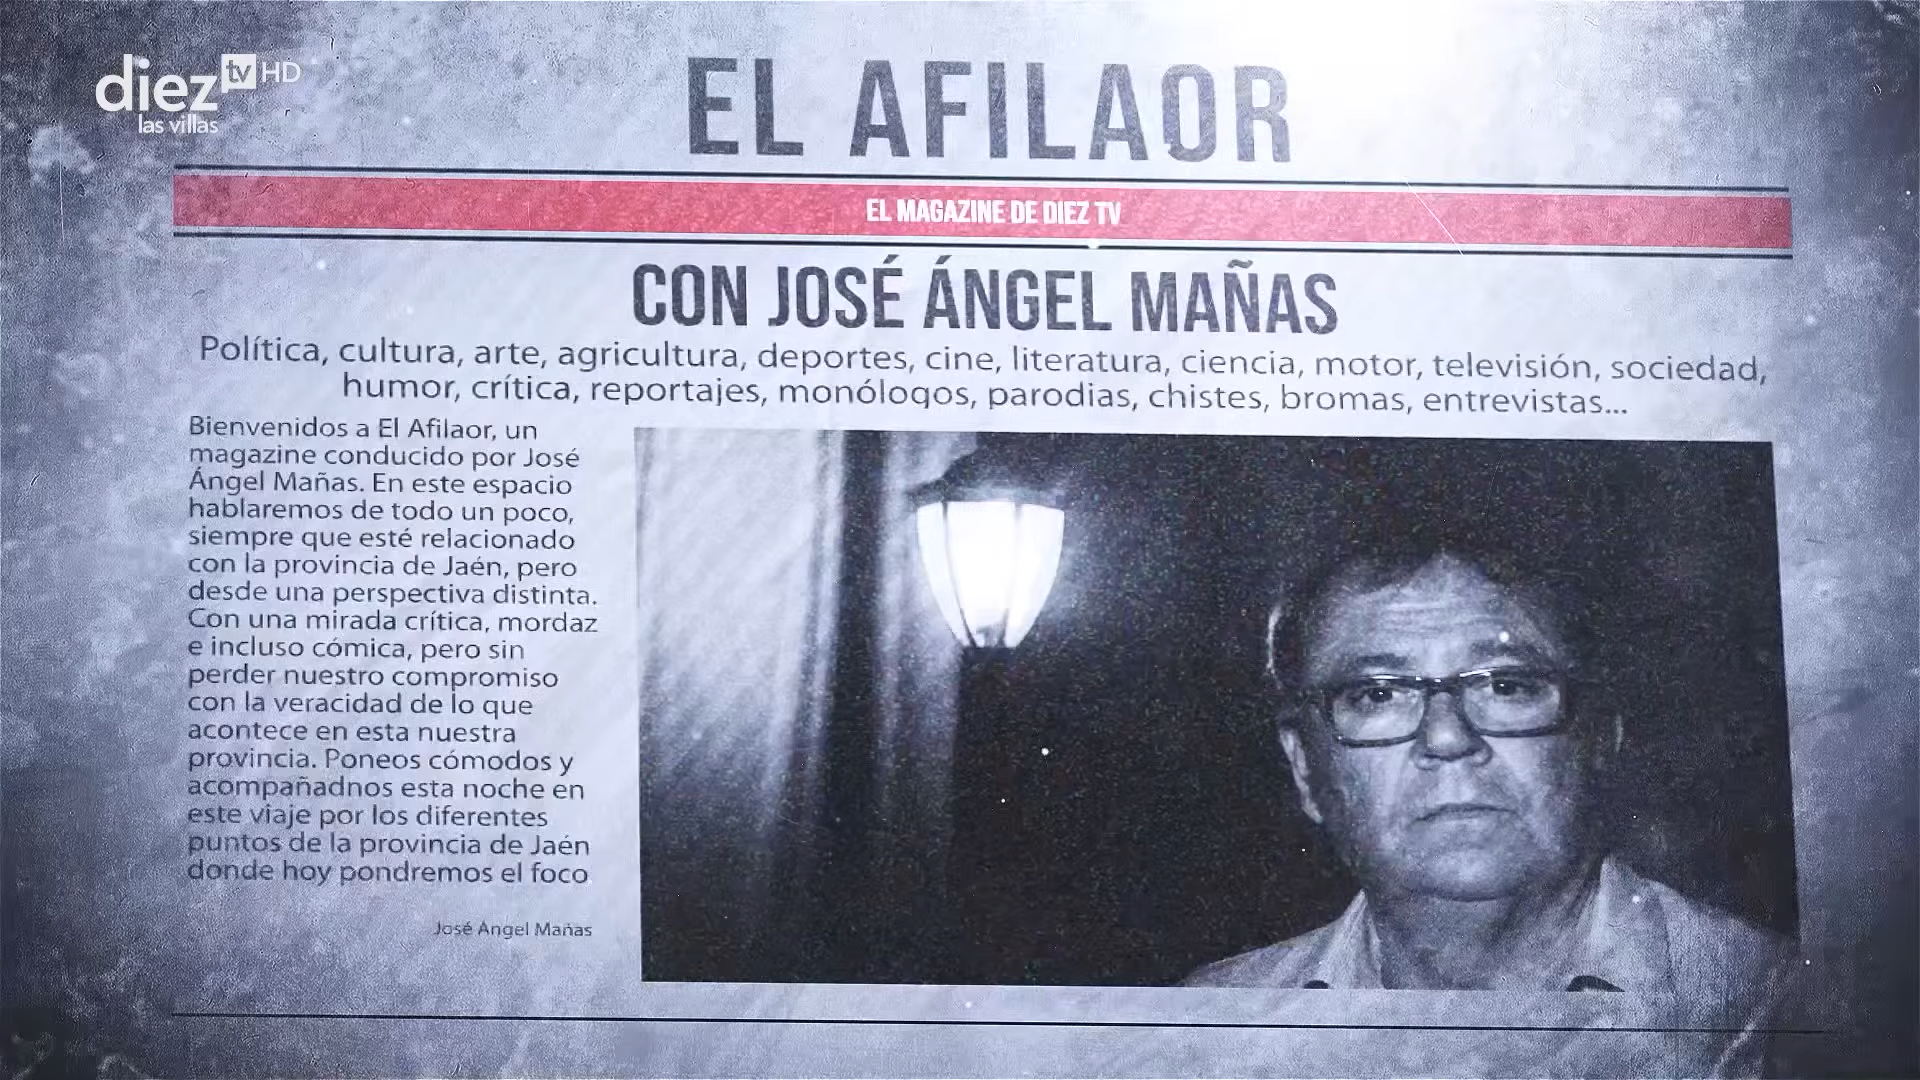 diez tv HD
las villas
EL AFILAOR
EL MAGAZINE DE DIEZ TV
CON JOSÉ ÁNGEL MAÑAS
Política, cultura, arte, agricultura, deportes, cine, literatura, ciencia, motor, televisión, sociedad,
humor, crítica, reportajes, monólogos, parodias, chistes, bromas, entrevistas...
Bienvenidos a El Afilaor, un
magazine conducido por José
Ángel Mañas. En este espacio
hablaremos de todo un poco,
siempre que esté relacionado
con la provincia de Jaén, pero
desde una perspectiva distinta.
Con una mirada crítica, mordaz
e incluso cómica, pero sin
perder nuestro compromiso
con la veracidad de lo que
acontece en esta nuestra
provincia. Poneos cómodos y
acompañadnos esta noche en
este viaje por los diferentes
puntos de la provincia de Jaén
donde hoy pondremos el foco
José Ángel Mañas